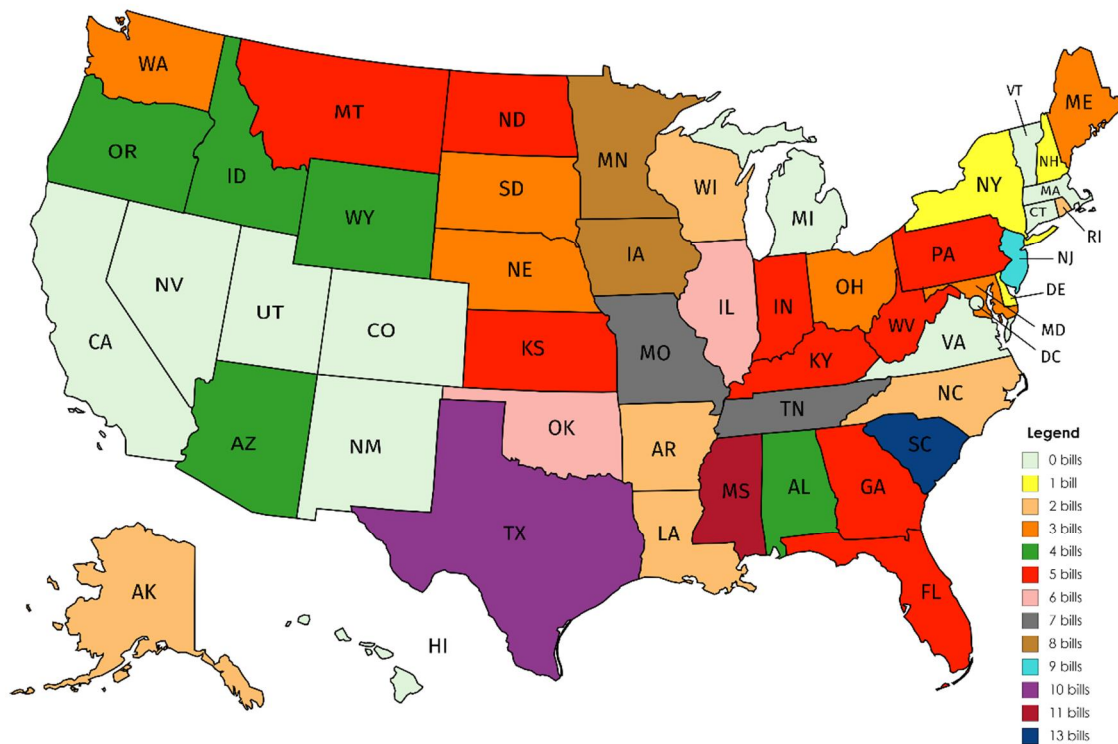 WA
MT
ND
MN
OR
ID
SD
WI
WY
MI
NY
VT
NH
ME
MA
CT
RI
NE
IA
PA
NJ
NV
UT
CO
IL
IN
OH
DE
CA
KS
MO
WV
VA
MD
KY
DC
AZ
NM
OK
AR
TN
NC
SC
TX
LA
MS
AL
GA
FL
AK
HI
Legend
0 bills
1 bill
2 bills
3 bills
4 bills
5 bills
6 bills
7 bills
8 bills
9 bills
10 bills
11 bills
13 bills